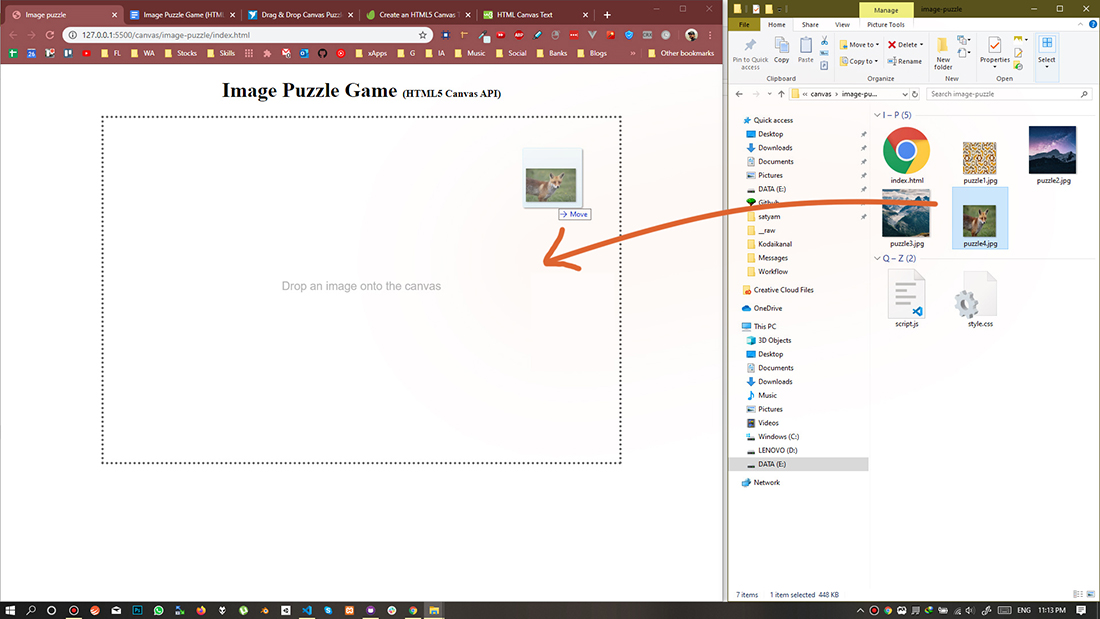 Image puzzle
Image Puzzle Game (HTML
Drag & Drop Canvas Puzzle
Create an HTML5 Canvas
HTML Canvas Text
127.0.0.1:5500/canvas/image-puzzle/index.html
FL
WA
Stocks
Skills
xApps
G
IA
Music
Social
Banks
Blogs
»
Other bookmarks
Image Puzzle Game (HTML5 Canvas API)
Move
Drop an image onto the canvas
Manage
image-puzzle
File
Home
Share
View
Picture Tools
Pin to Quick access
Copy
Paste
Move to
Copy to
Delete
Rename
New folder
Properties
Select
Clipboard
Organize
New
Open
« canvas › image-pu...
Search image-puzzle
Quick access
Desktop
Downloads
Documents
Pictures
DATA (E:)
Github
satyam
__raw
Kodaikanal
Messages
Workflow
Creative Cloud Files
OneDrive
This PC
3D Objects
Desktop
Documents
Downloads
Music
Pictures
Videos
Windows (C:)
LENOVO (D:)
DATA (E:)
Network
I – P (5)
index.html
puzzle1.jpg
puzzle2.jpg
puzzle3.jpg
puzzle4.jpg
Q – Z (2)
script.js
style.css
7 items
1 item selected 448 KB
ENG
11:13 PM